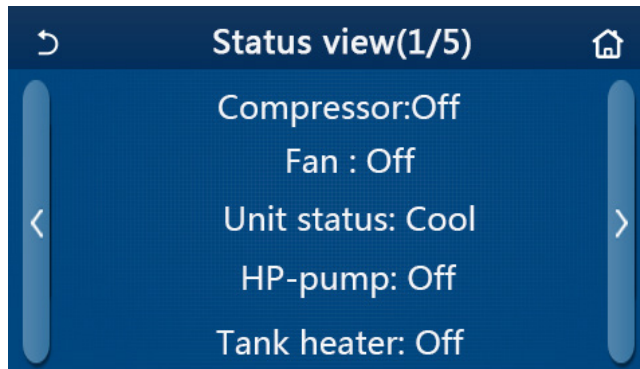 Status view(1/5)
Compressor:Off
Fan : Off
Unit status: Cool
HP-pump: Off
Tank heater: Off